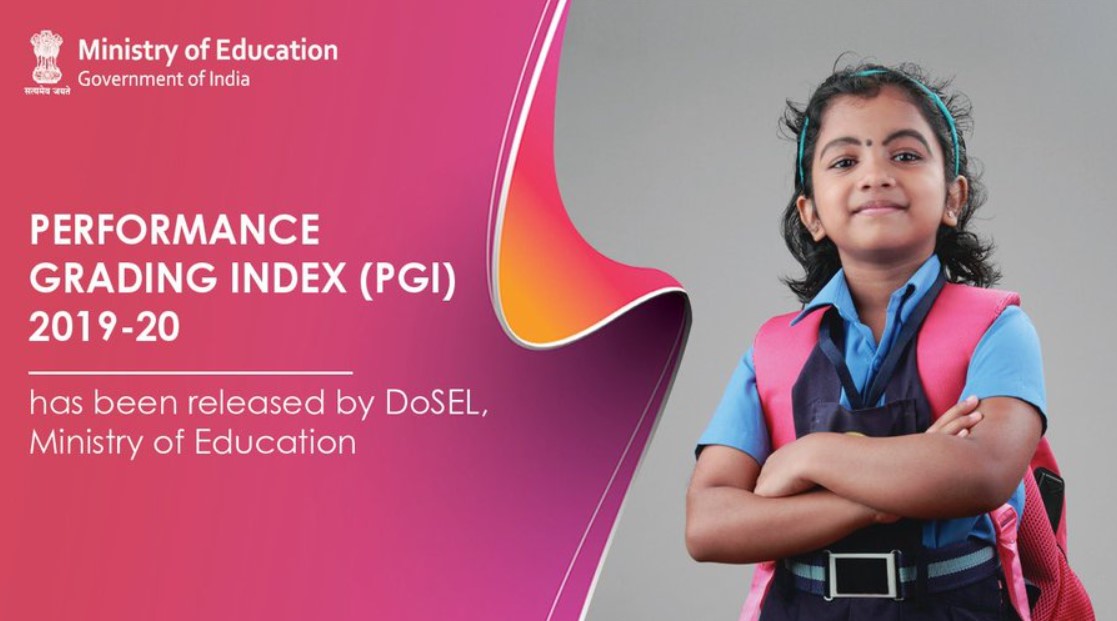 Ministry of Education
Government of India
सत्यमेव जयते
PERFORMANCE
GRADING INDEX (PGI)
2019-20
has been released by DoSEL,
Ministry of Education